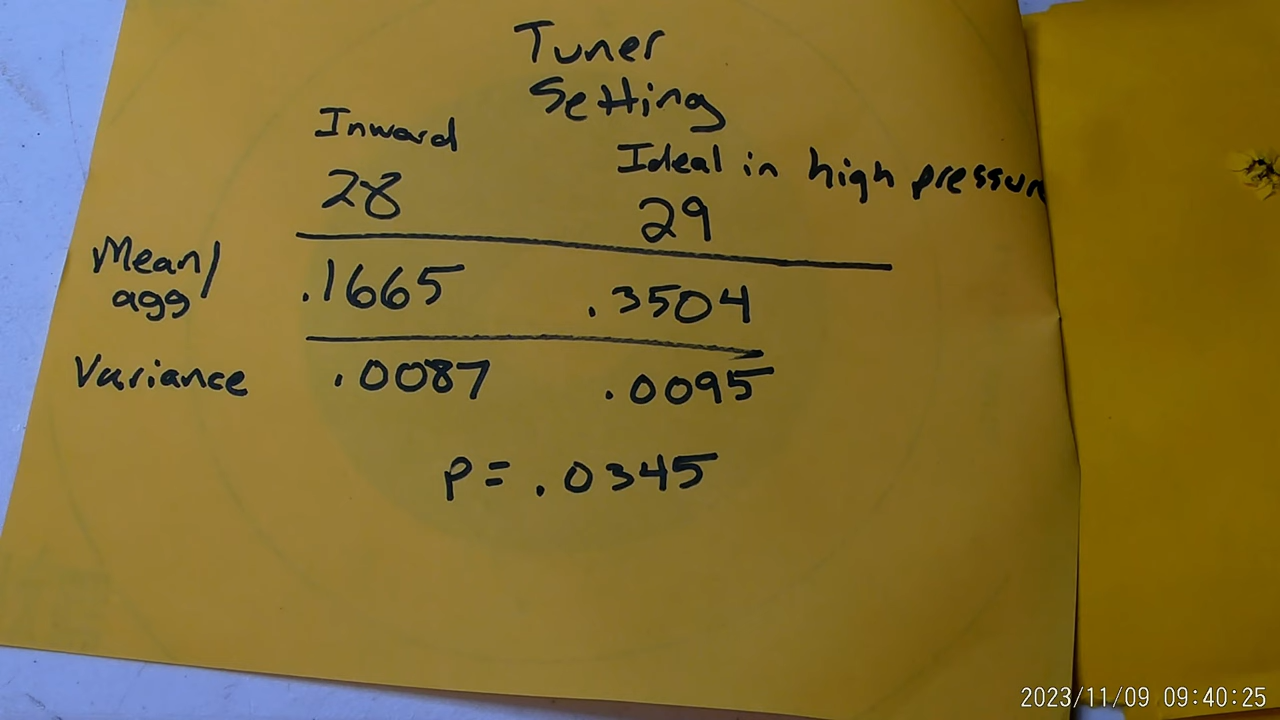 Tuner
Setting
Inward
Ideal in high pressure
28
29
Mean/
agg
.1665
.3504
Variance
.0087
.0095
P= .0345
2023/11/09 09:40:25